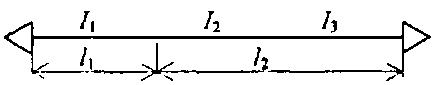 I₁ I₂ I₃
l₁ l₂